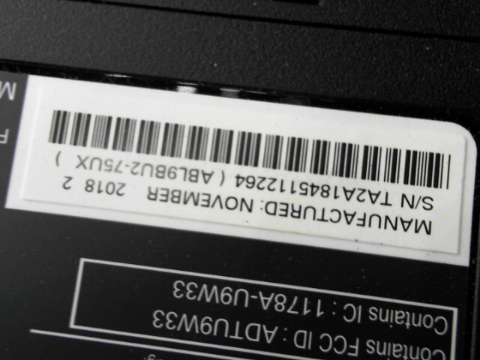 Contains FCC ID : ADTU9W33
Contains IC : 1178A-U9W33
MANUFACTURED: NOVEMBER 2018 2
S/N TA2A1845112264 ( ABL9BU2-75UX )